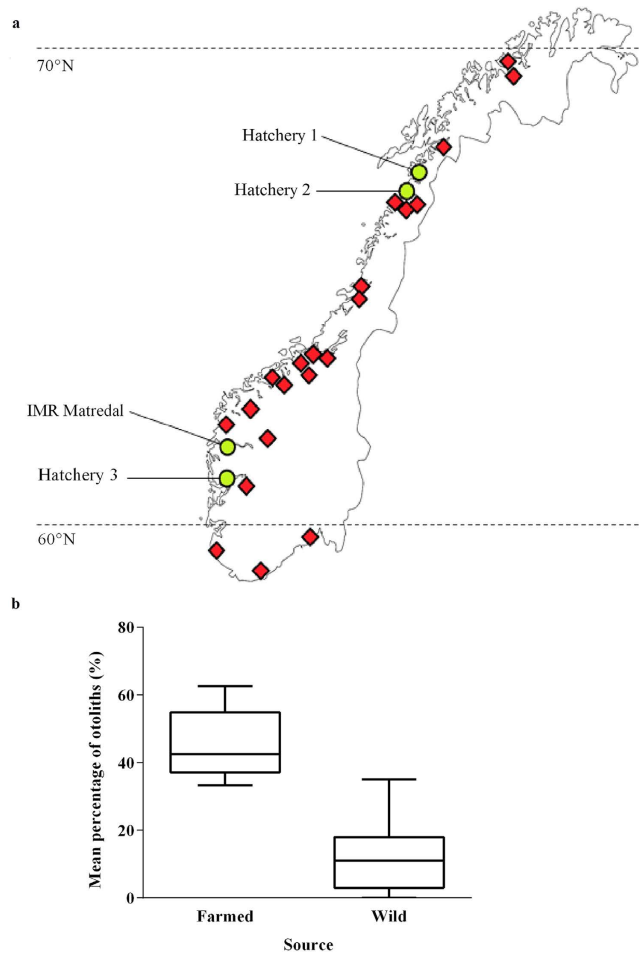 a
70°N
Hatchery 1
Hatchery 2
IMR Matredal
Hatchery 3
60°N
b
Mean percentage of otoliths (%)
80
60
40
20
0
Farmed
Wild
Source